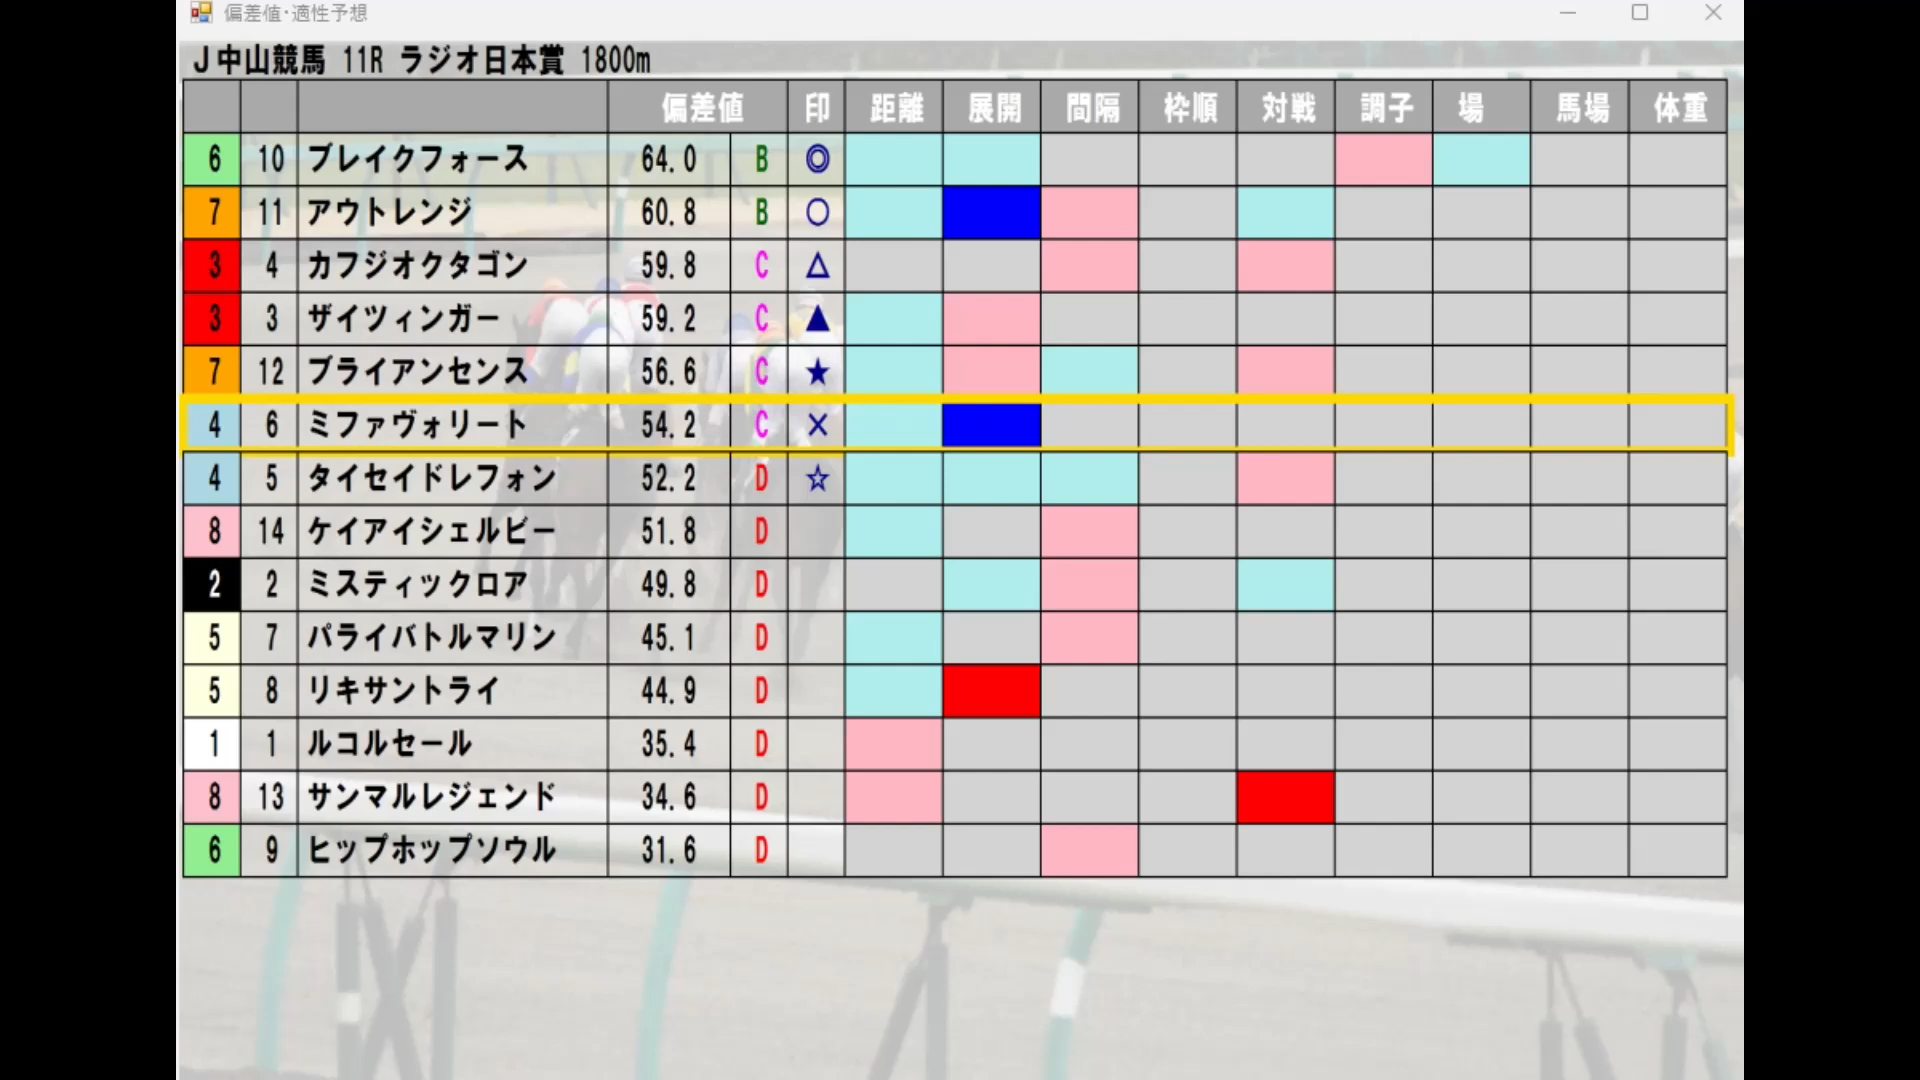 偏差値・適性予想
J中山競馬 11R ラジオ日本賞 1800m
偏差値 印 距離 展開 間隔 枠順 対戦 調子 場 馬場 体重
6 10 ブレイクフォース 64.0 B ◎
7 11 アウトレンジ 60.8 B ○
3 4 カフジオクタゴン 59.8 C △
3 3 ザイツィンガー 59.2 C ▲
7 12 ブライアンセンス 56.6 C ★
4 6 ミファヴォリート 54.2 C ×
4 5 タイセイドレフォン 52.2 D ☆
8 14 ケイアイシェルビー 51.8 D
2 2 ミスティックロア 49.8 D
5 7 パライバトルマリン 45.1 D
5 8 リキサントライ 44.9 D
1 1 ルコルセール 35.4 D
8 13 サンマルレジェンド 34.6 D
6 9 ヒップホップソウル 31.6 D